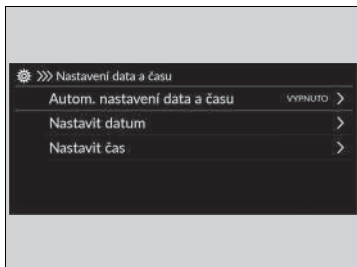 Nastavení data a času
Autom. nastavení data a času VYPNUTO
Nastavit datum
Nastavit čas